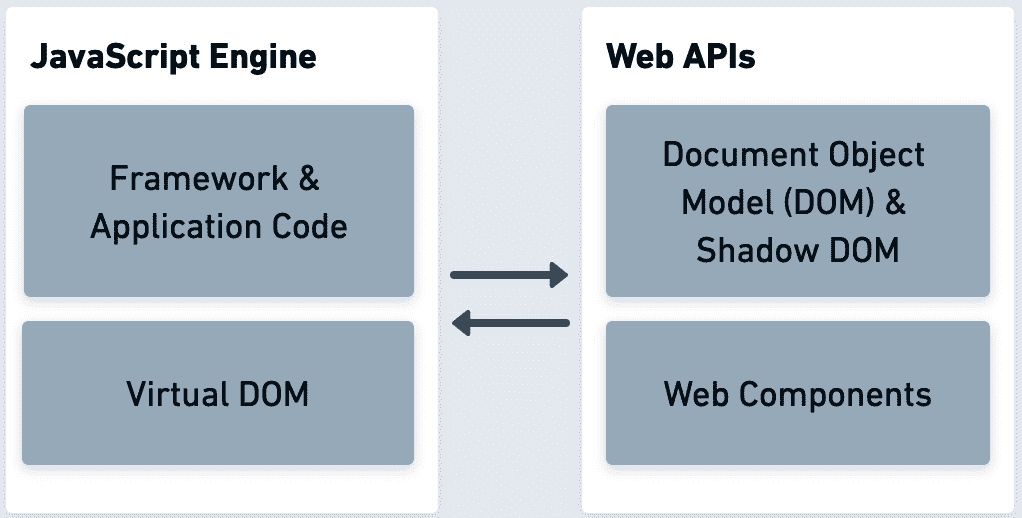 JavaScript Engine
Framework &
Application Code
Virtual DOM
Web APIs
Document Object
Model (DOM) &
Shadow DOM
Web Components